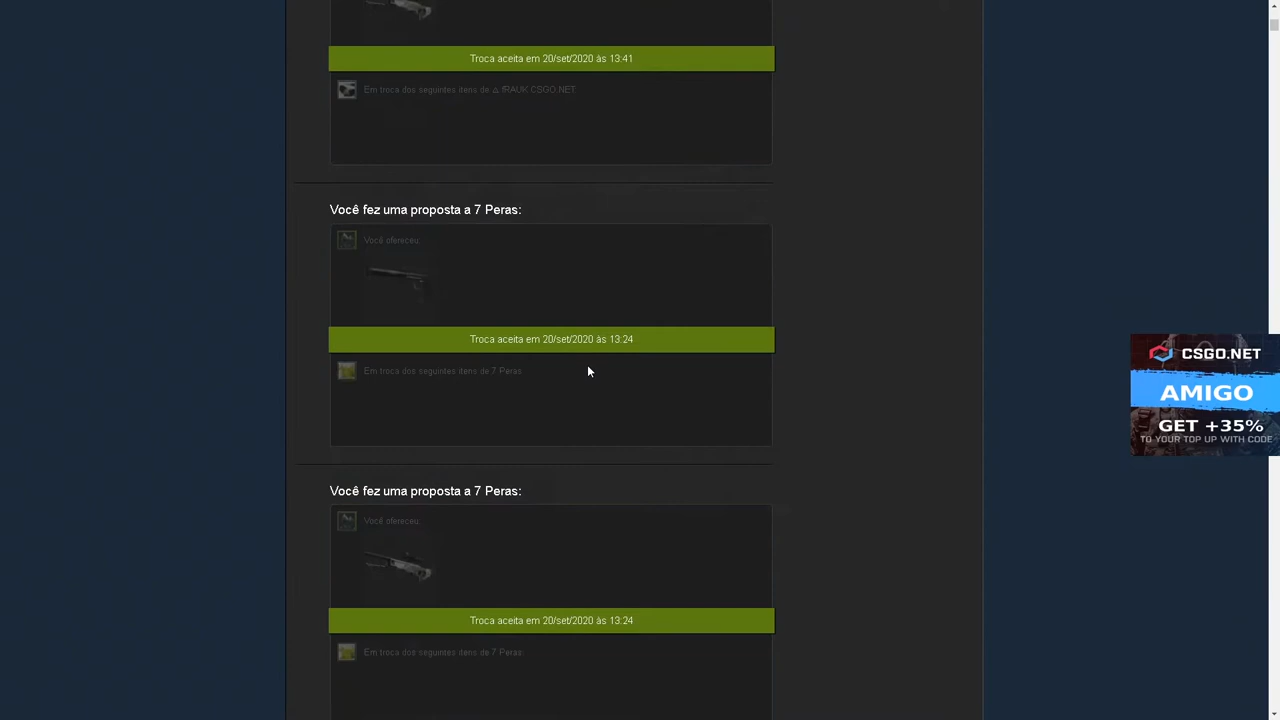 Troca aceita em 20/set/2020 às 13:41
Em troca dos seguintes itens de ⚠ fRAUK CSGO.NET:
Você fez uma proposta a 7 Peras:
Você ofereceu:
Troca aceita em 20/set/2020 às 13:24
Em troca dos seguintes itens de 7 Peras:
Você fez uma proposta a 7 Peras:
Você ofereceu:
Troca aceita em 20/set/2020 às 13:24
Em troca dos seguintes itens de 7 Peras:
CSGO.NET
AMIGO
GET +35%
TO YOUR TOP UP WITH CODE